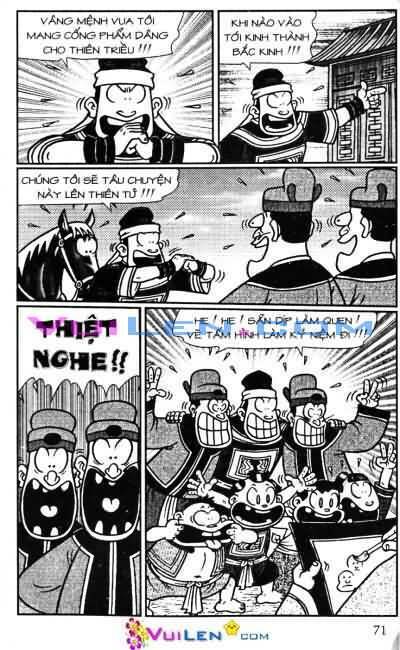 VÂNG MỆNH VUA TÔI
MANG CỐNG PHẨM DÂNG
CHO THIÊN TRIỀU !!!
KHI NÀO VÀO
TỚI KINH THÀNH
BẮC KINH !!!
CHÚNG TÔI SẼ TÂU CHUYỆN
NÀY LÊN THIÊN TỬ !!!
THIỆT
NGHE!!
HE ! HE ! SẴN DỊP LÀM QUEN !
VẼ TẤM HÌNH LÀM KỶ NIỆM ĐI !!!
VUILEN.COM
71
VUILEN.COM